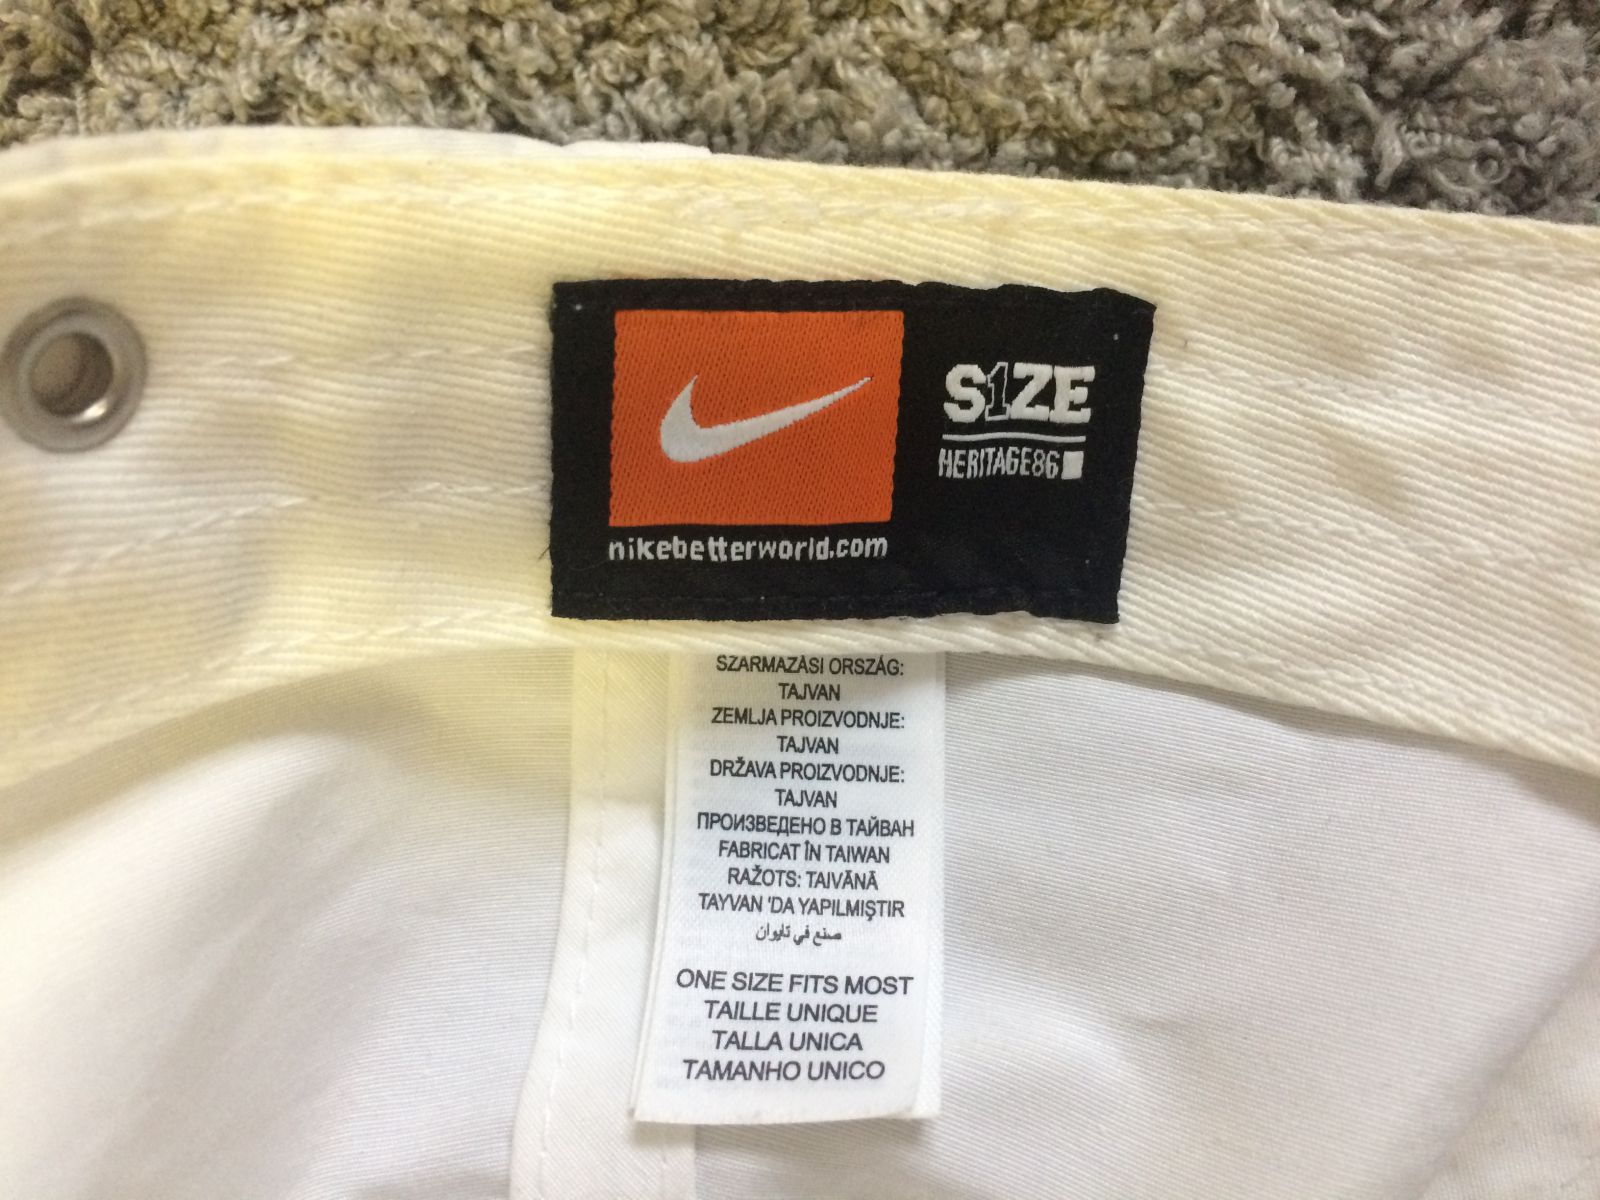 S1ZE
HERITAGE86
nikebetterworld.com
SZÁRMAZÁSI ORSZÁG:
TAJVAN
ZEMLJA PROIZVODNJE:
TAJVAN
DRŽAVA PROIZVODNJE:
TAJVAN
ПРОИЗВЕДЕНО В ТАЙВАН
FABRICAT ÎN TAIWAN
RAŽOTS: TAIVĀNĀ
TAYVAN 'DA YAPILMIŞTIR
صنع في تايوان
ONE SIZE FITS MOST
TAILLE UNIQUE
TALLA UNICA
TAMANHO UNICO